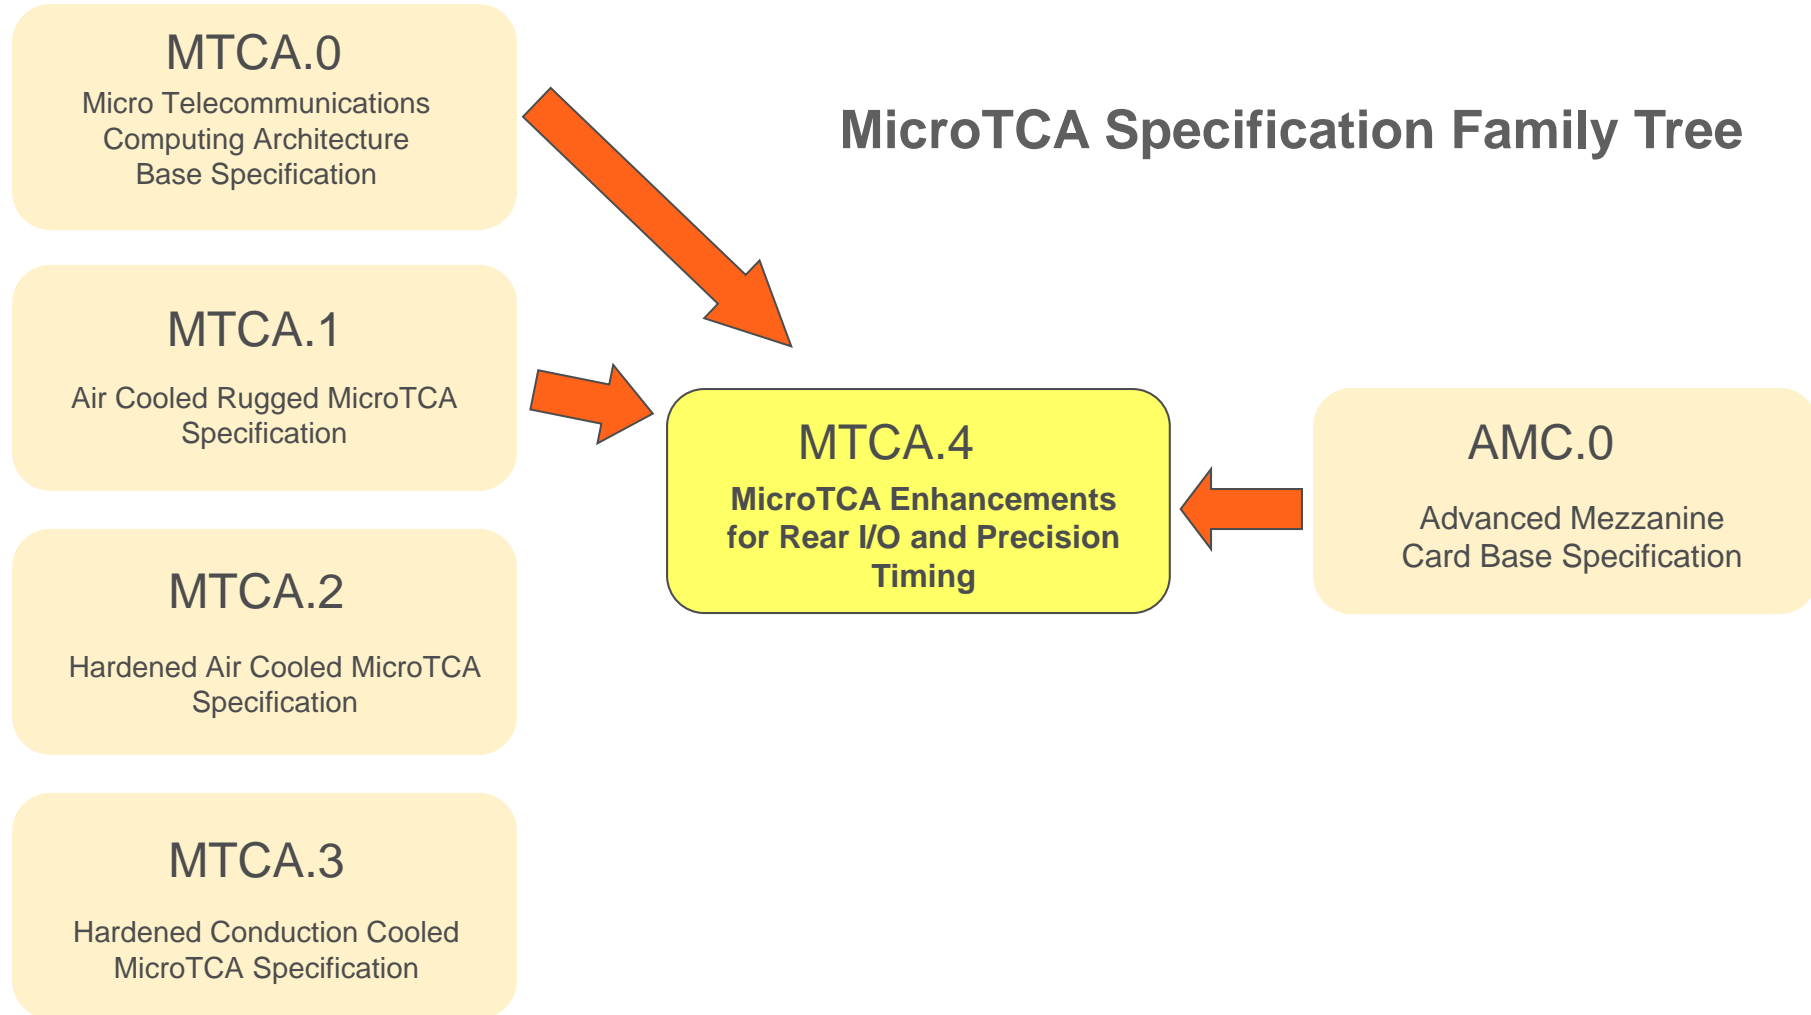 MTCA.0
Micro Telecommunications
Computing Architecture
Base Specification
MicroTCA Specification Family Tree
MTCA.1
Air Cooled Rugged MicroTCA
Specification
MTCA.4
MicroTCA Enhancements
for Rear I/O and Precision
Timing
AMC.0
Advanced Mezzanine
Card Base Specification
MTCA.2
Hardened Air Cooled MicroTCA
Specification
MTCA.3
Hardened Conduction Cooled
MicroTCA Specification